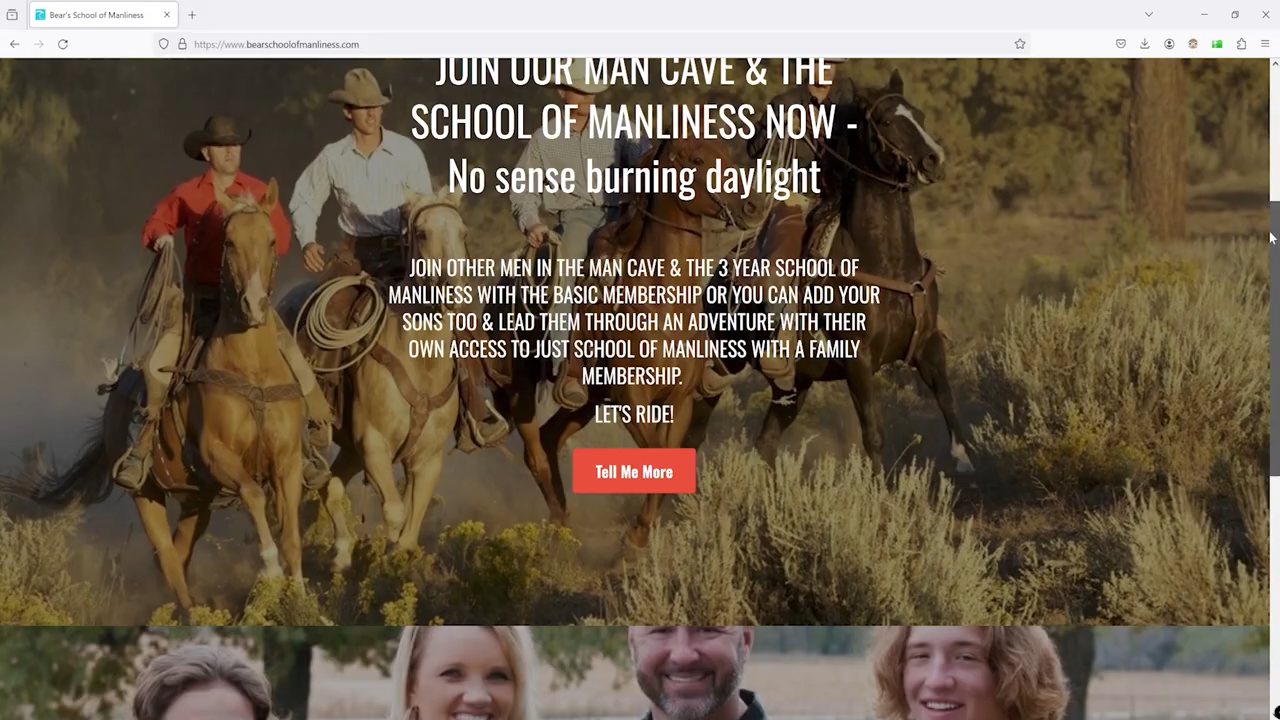 Bear's School of Manliness
https://www.bearschoolofmanliness.com
JOIN OUR MAN CAVE & THE
SCHOOL OF MANLINESS NOW -
No sense burning daylight
JOIN OTHER MEN IN THE MAN CAVE & THE 3 YEAR SCHOOL OF
MANLINESS WITH THE BASIC MEMBERSHIP OR YOU CAN ADD YOUR
SONS TOO & LEAD THEM THROUGH AN ADVENTURE WITH THEIR
OWN ACCESS TO JUST SCHOOL OF MANLINESS WITH A FAMILY
MEMBERSHIP.
LET'S RIDE!
Tell Me More